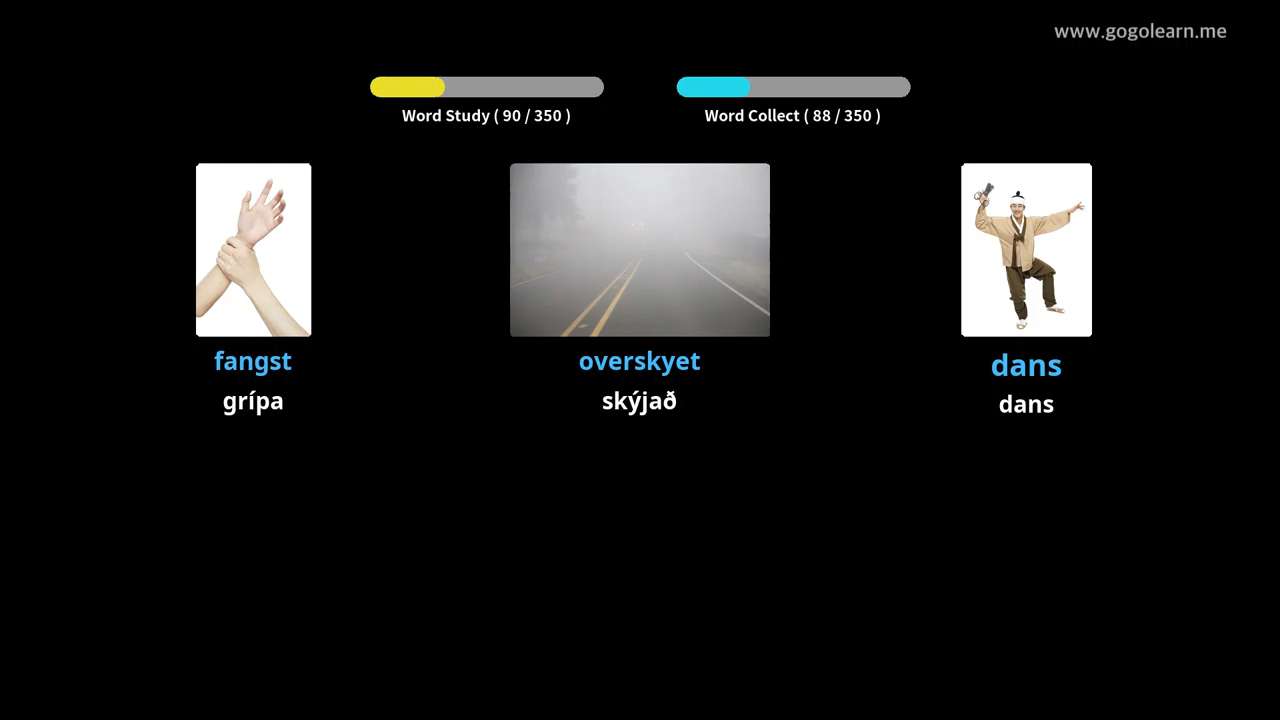 www.gogolearn.me
Word Study ( 90 / 350 )
Word Collect ( 88 / 350 )
fangst
grípa
overskyet
skýjað
dans
dans